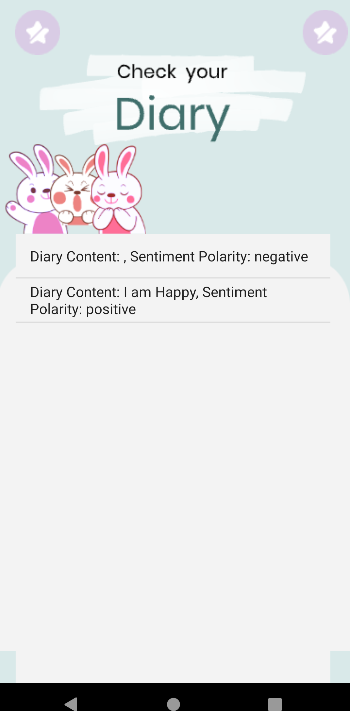 Check your
Diary
Diary Content: , Sentiment Polarity: negative
Diary Content: I am Happy, Sentiment
Polarity: positive